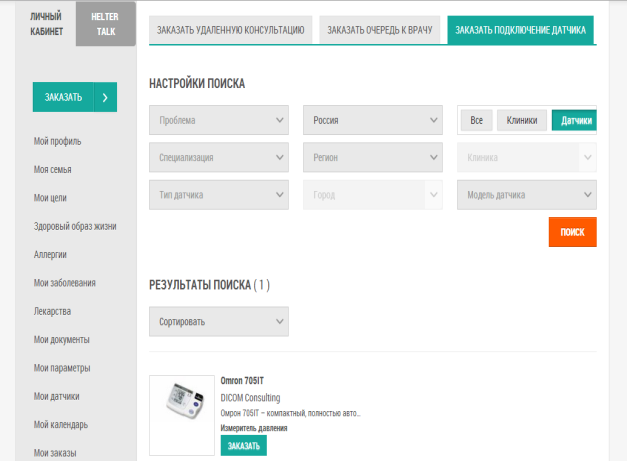 ЛИЧНЫЙ
КАБИНЕТ
HELTER
TALK
ЗАКАЗАТЬ УДАЛЕННУЮ КОНСУЛЬТАЦИЮ
ЗАКАЗАТЬ ОЧЕРЕДЬ К ВРАЧУ
ЗАКАЗАТЬ ПОДКЛЮЧЕНИЕ ДАТЧИКА
ЗАКАЗАТЬ
Мой профиль
Моя семья
Мои цели
Здоровый образ жизни
Аллергии
Мои заболевания
Лекарства
Мои документы
Мои параметры
Мои датчики
Мой календарь
Мои заказы
НАСТРОЙКИ ПОИСКА
Проблема
Россия
Все
Клиники
Датчики
Специализация
Регион
Клиника
Тип датчика
Город
Модель датчика
ПОИСК
РЕЗУЛЬТАТЫ ПОИСКА ( 1 )
Сортировать
Omron 705IT
DICOM Consulting
Омрон 705IT – компактный, полностью авто...
Измеритель давления
ЗАКАЗАТЬ